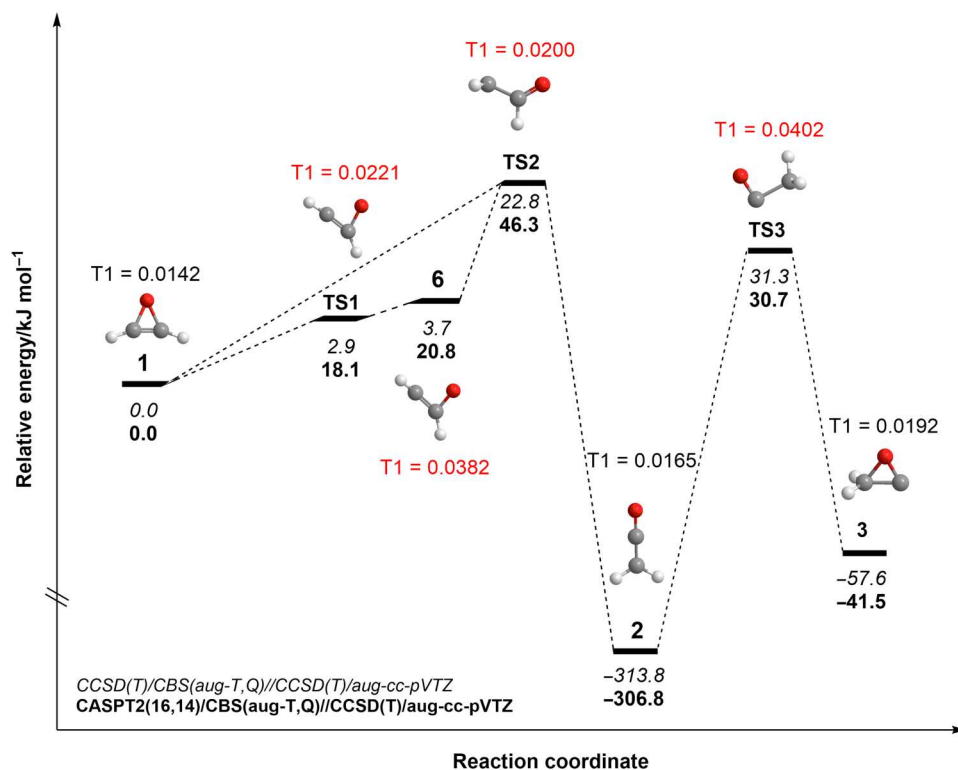 T1 = 0.0200
T1 = 0.0402
T1 = 0.0221
TS2
22.8
46.3
TS3
31.3
30.7
T1 = 0.0142
1
0.0
0.0
TS1
2.9
18.1
6
3.7
20.8
T1 = 0.0382
T1 = 0.0165
2
–313.8
–306.8
T1 = 0.0192
3
–57.6
–41.5
Relative energy/kJ mol⁻¹
CCSD(T)/CBS(aug-T,Q)//CCSD(T)/aug-cc-pVTZ
CASPT2(16,14)/CBS(aug-T,Q)//CCSD(T)/aug-cc-pVTZ
Reaction coordinate